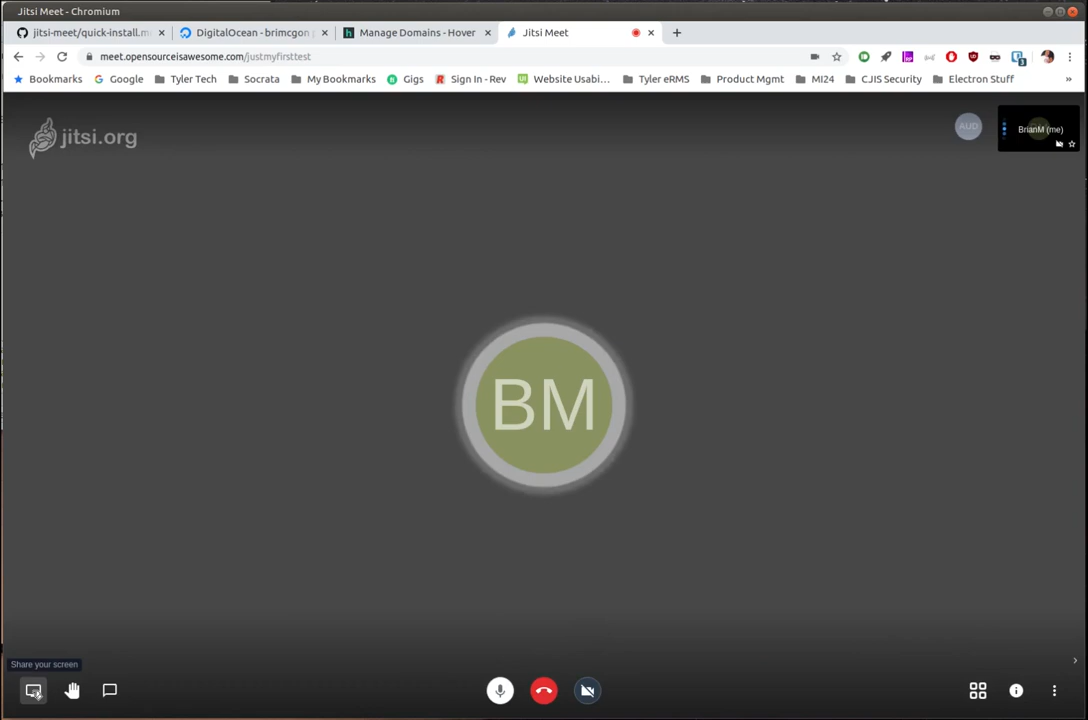 Jitsi Meet - Chromium
jitsi-meet/quick-install.m
DigitalOcean - brimcgon
Manage Domains - Hover
Jitsi Meet
meet.opensourceisawesome.com/justmyfirsttest
Bookmarks Google Tyler Tech Socrata My Bookmarks Gigs Sign In - Rev Website Usabi... Tyler eRMS Product Mgmt MI24 CJIS Security Electron Stuff »
jitsi.org
AUD
BrianM (me)
BM
Share your screen